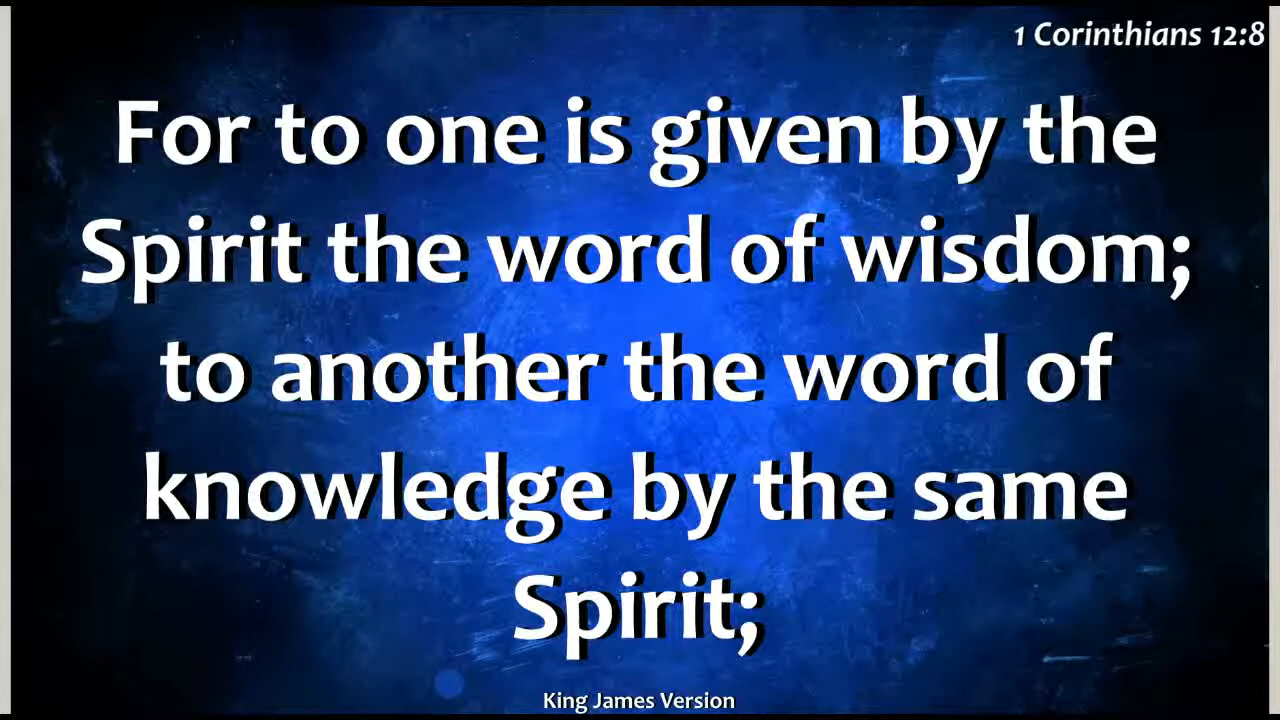 1 Corinthians 12:8
For to one is given by the
Spirit the word of wisdom;
to another the word of
knowledge by the same
Spirit;
King James Version